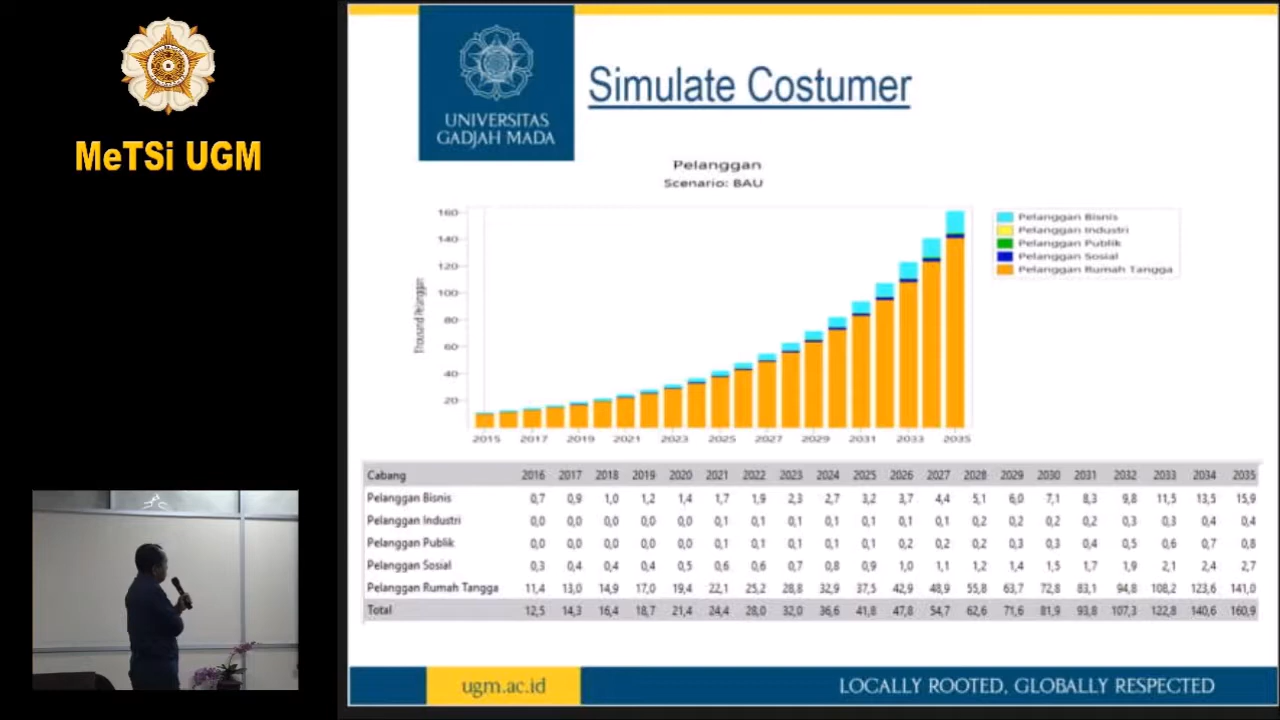 MeTSi UGM
UNIVERSITAS
GADJAH MADA
Simulate Costumer
Pelanggan
Scenario: BAU
Thousand Pelanggan
160
140
120
100
80
60
40
20
2015 2017 2019 2021 2023 2025 2027 2029 2031 2033 2035
Pelanggan Bisnis
Pelanggan Industri
Pelanggan Publik
Pelanggan Sosial
Pelanggan Rumah Tangga
Cabang 2016 2017 2018 2019 2020 2021 2022 2023 2024 2025 2026 2027 2028 2029 2030 2031 2032 2033 2034 2035
Pelanggan Bisnis 0,7 0,9 1,0 1,2 1,4 1,7 1,9 2,3 2,7 3,2 3,7 4,4 5,1 6,0 7,1 8,3 9,8 11,5 13,5 15,9
Pelanggan Industri 0,0 0,0 0,0 0,0 0,0 0,1 0,1 0,1 0,1 0,1 0,1 0,1 0,2 0,2 0,2 0,2 0,3 0,3 0,4 0,4
Pelanggan Publik 0,0 0,0 0,0 0,0 0,0 0,1 0,1 0,1 0,1 0,1 0,2 0,2 0,2 0,3 0,3 0,4 0,5 0,6 0,7 0,8
Pelanggan Sosial 0,3 0,4 0,4 0,4 0,5 0,6 0,6 0,7 0,8 0,9 1,0 1,1 1,2 1,4 1,5 1,7 1,9 2,1 2,4 2,7
Pelanggan Rumah Tangga 11,4 13,0 14,9 17,0 19,4 22,1 25,2 28,8 32,9 37,5 42,9 48,9 55,8 63,7 72,8 83,1 94,8 108,2 123,6 141,0
Total 12,5 14,3 16,4 18,7 21,4 24,4 28,0 32,0 36,6 41,8 47,8 54,7 62,6 71,6 81,9 93,8 107,3 122,8 140,6 160,9
ugm.ac.id
LOCALLY ROOTED, GLOBALLY RESPECTED